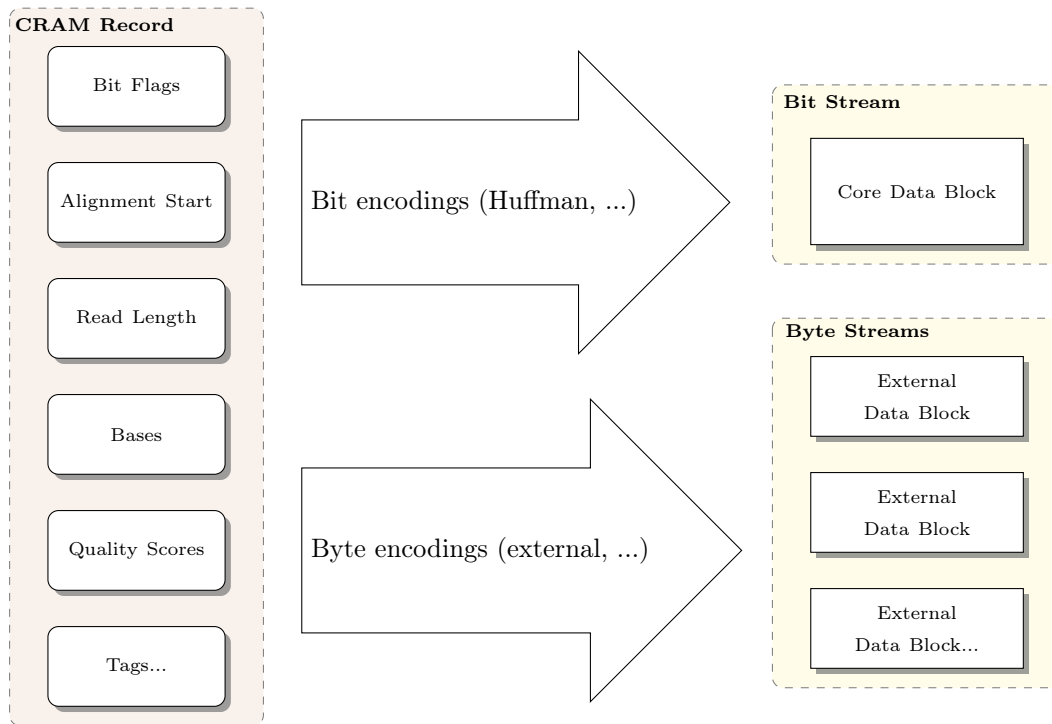 CRAM Record
Bit Flags
Alignment Start
Read Length
Bases
Quality Scores
Tags...
Bit encodings (Huffman, ...)
Byte encodings (external, ...)
Bit Stream
Core Data Block
Byte Streams
External
Data Block
External
Data Block
External
Data Block...